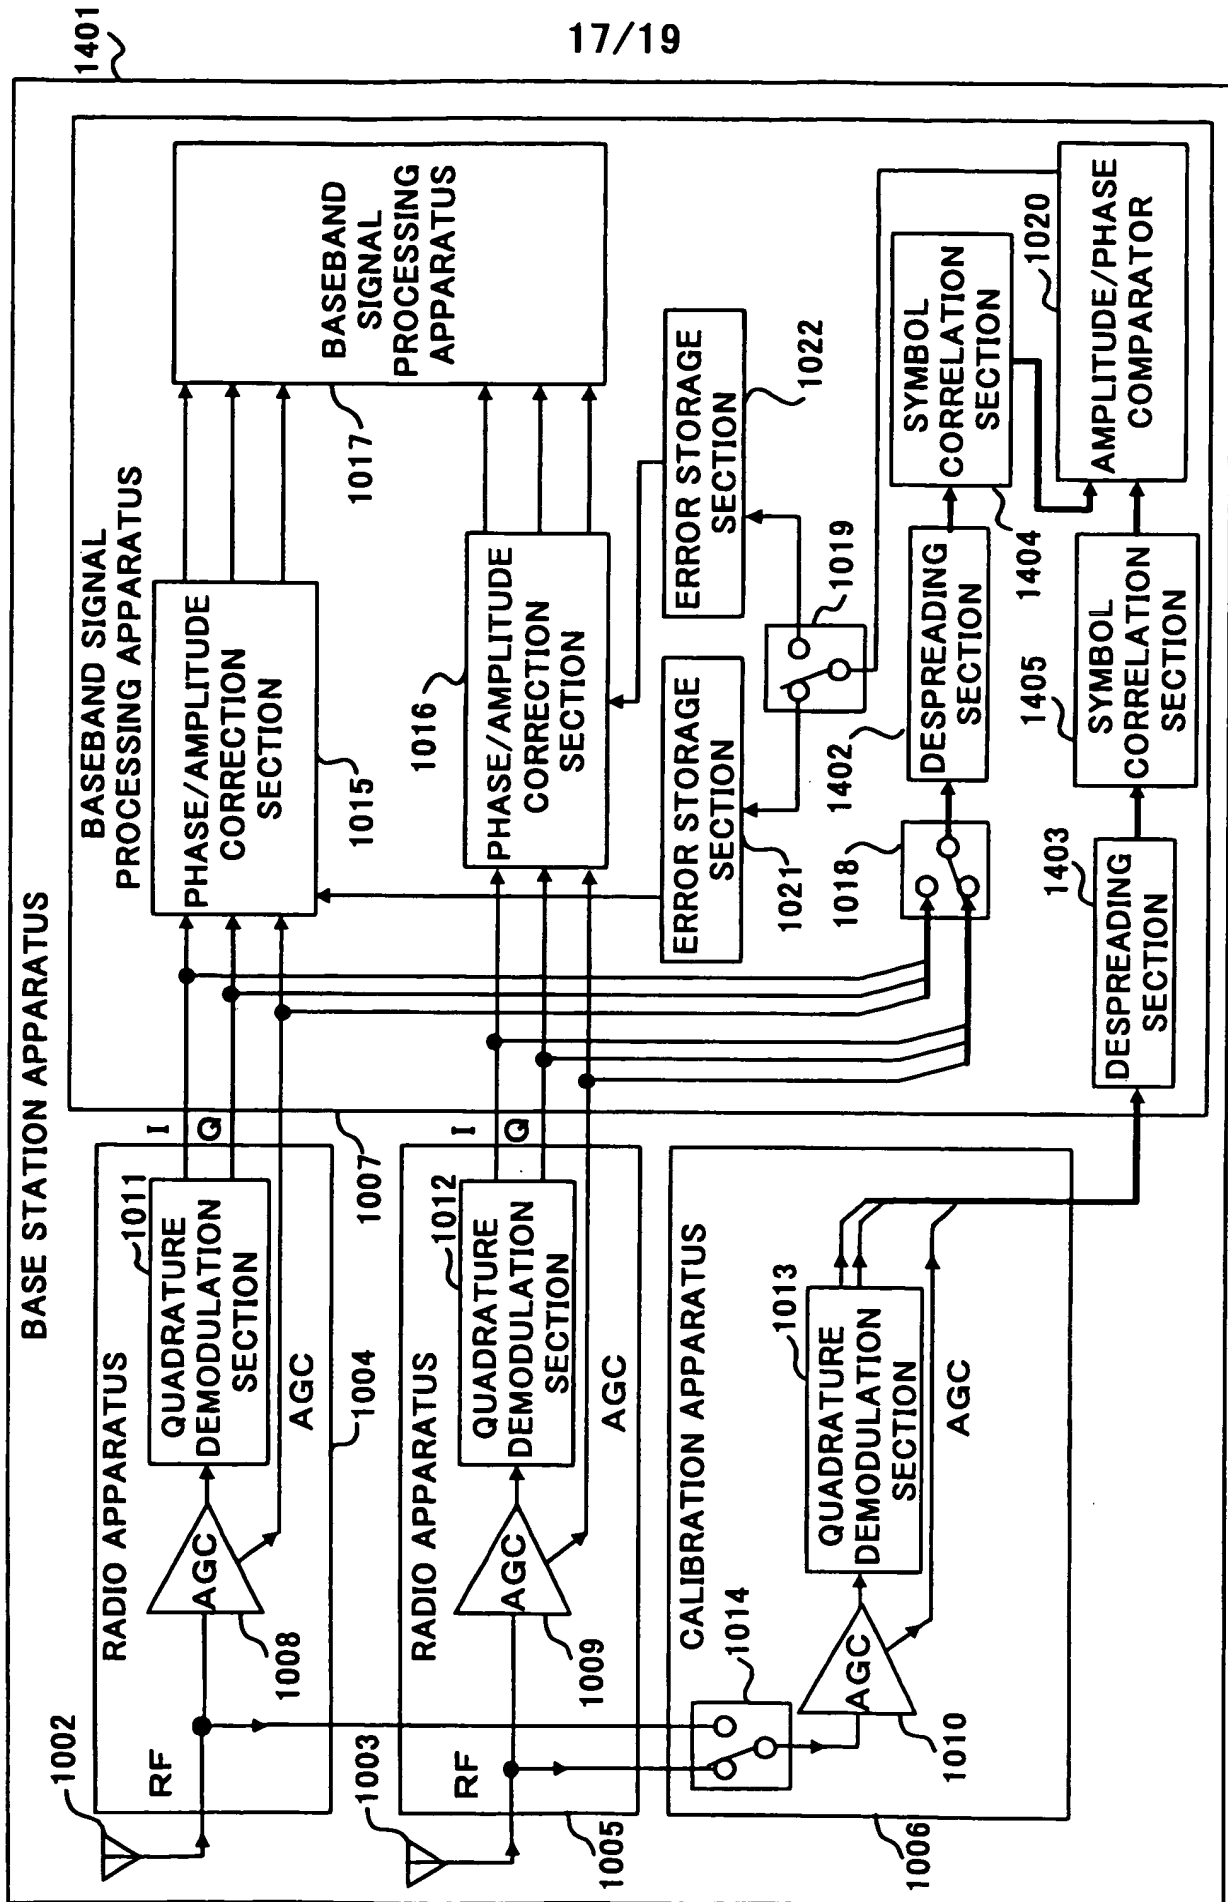 17/19
BASE STATION APPARATUS
1401
1002
RADIO APPARATUS
RF
AGC
1008
QUADRATURE
DEMODULATION
SECTION
1011
AGC
1004
I
Q
1007
BASEBAND SIGNAL
PROCESSING APPARATUS
PHASE/AMPLITUDE
CORRECTION
SECTION
1015
BASEBAND
SIGNAL
PROCESSING
APPARATUS
1017
1003
RADIO APPARATUS
RF
1005
AGC
1009
QUADRATURE
DEMODULATION
SECTION
1012
AGC
I
Q
1016
PHASE/AMPLITUDE
CORRECTION
SECTION
ERROR STORAGE
SECTION
1021
ERROR STORAGE
SECTION
1022
1019
1018
1402
DESPREADING
SECTION
SYMBOL
CORRELATION
SECTION
1404
1020
AMPLITUDE/PHASE
COMPARATOR
CALIBRATION APPARATUS
1014
AGC
1010
1006
1013
QUADRATURE
DEMODULATION
SECTION
AGC
1403
DESPREADING
SECTION
1405
SYMBOL
CORRELATION
SECTION